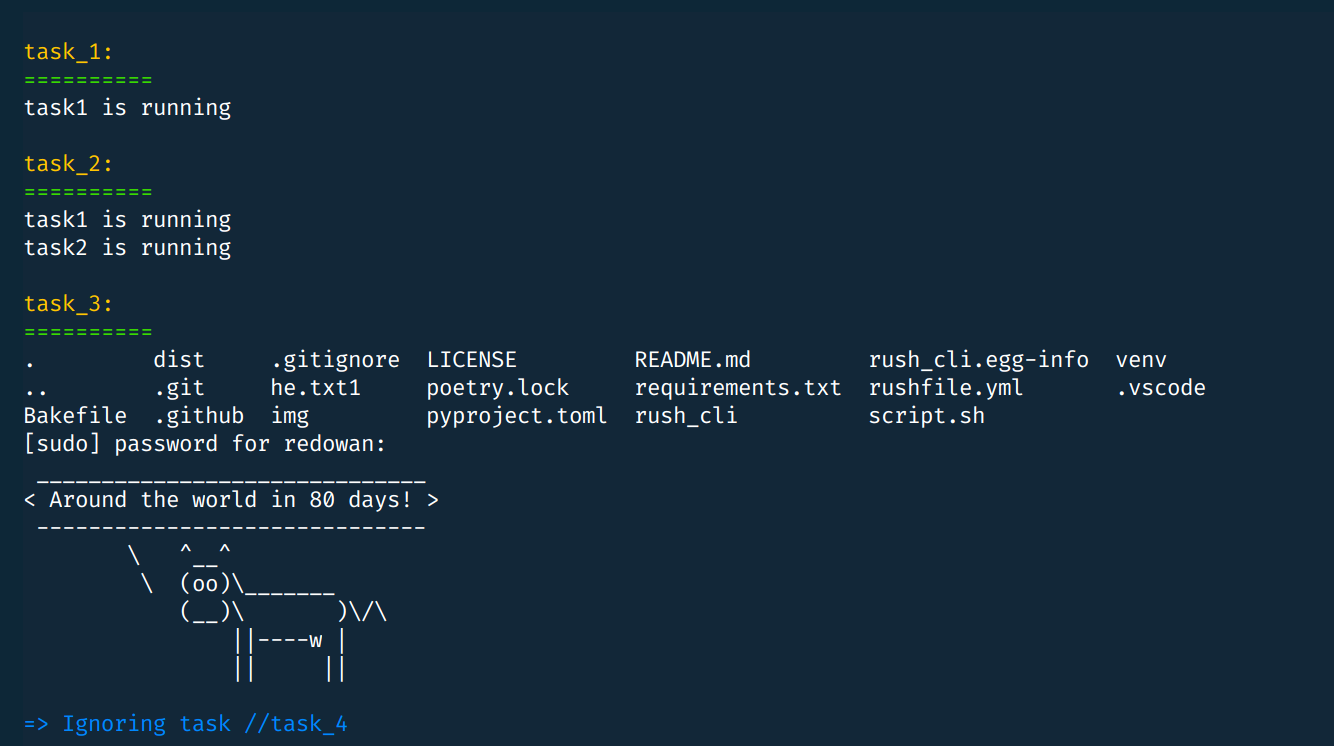 task_1:
==========
task1 is running

task_2:
==========
task1 is running
task2 is running

task_3:
==========
.         dist     .gitignore  LICENSE         README.md         rush_cli.egg-info  venv
..        .git     he.txt1     poetry.lock     requirements.txt  rushfile.yml       .vscode
Bakefile  .github  img         pyproject.toml  rush_cli          script.sh
[sudo] password for redowan:
 ______________________________
< Around the world in 80 days! >
 ------------------------------
        \   ^__^
         \  (oo)\_______
            (__)\       )\/\
                ||----w |
                ||     ||

=> Ignoring task //task_4